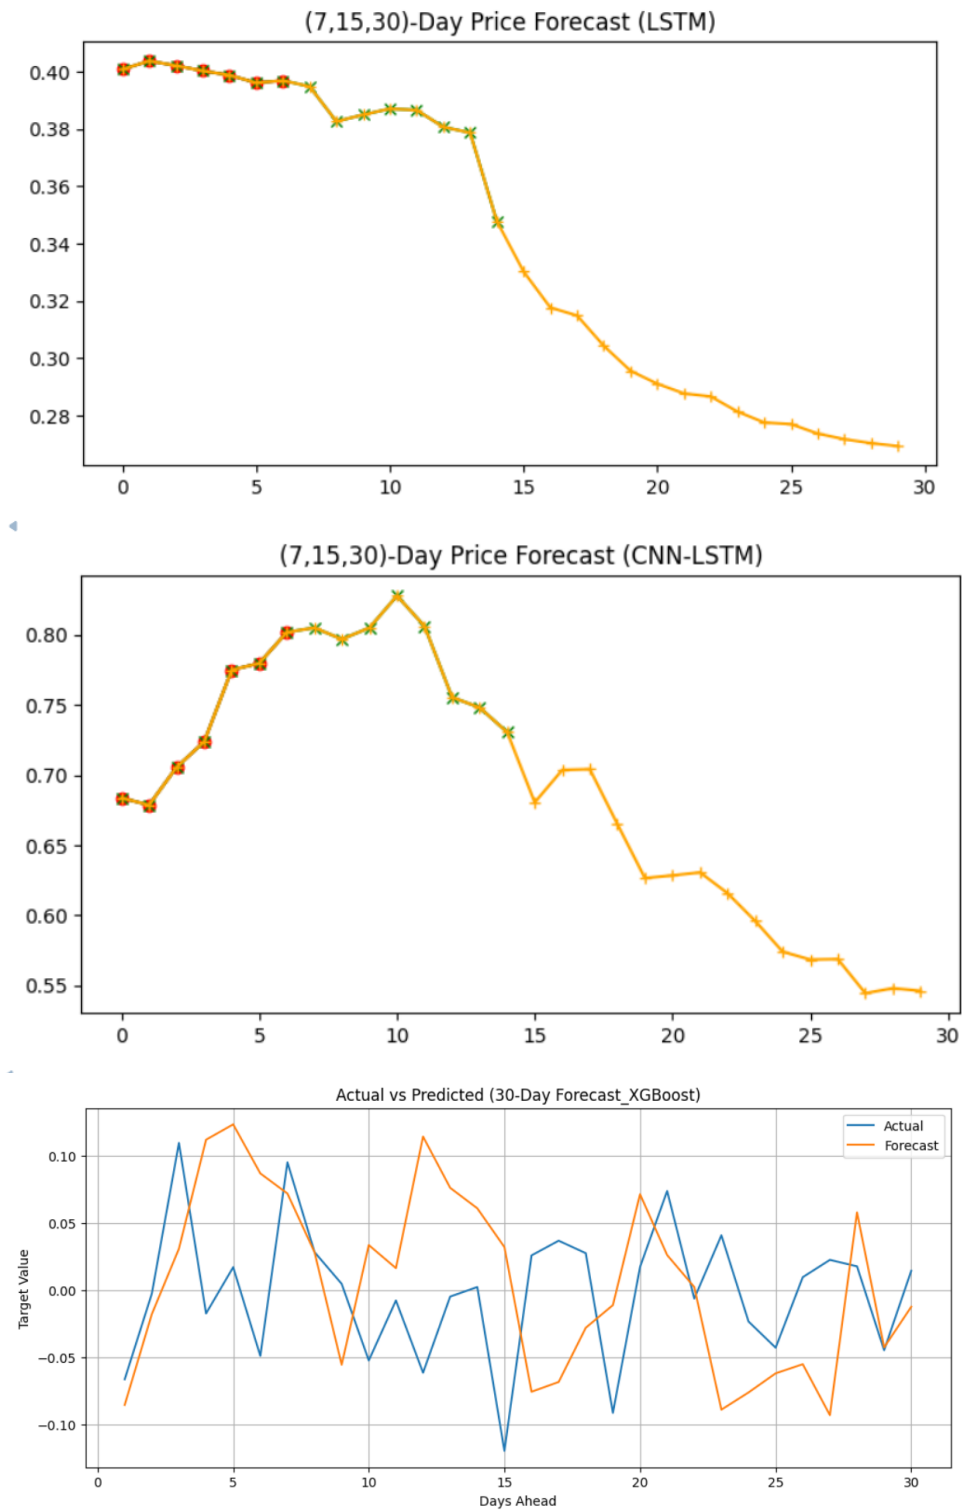 (7,15,30)-Day Price Forecast (LSTM)
0.40
0.38
0.36
0.34
0.32
0.30
0.28
0 5 10 15 20 25 30
(7,15,30)-Day Price Forecast (CNN-LSTM)
0.80
0.75
0.70
0.65
0.60
0.55
0 5 10 15 20 25 30
Actual vs Predicted (30-Day Forecast_XGBoost)
Actual
Forecast
0.10
0.05
0.00
−0.05
−0.10
Target Value
0 5 10 15 20 25 30
Days Ahead